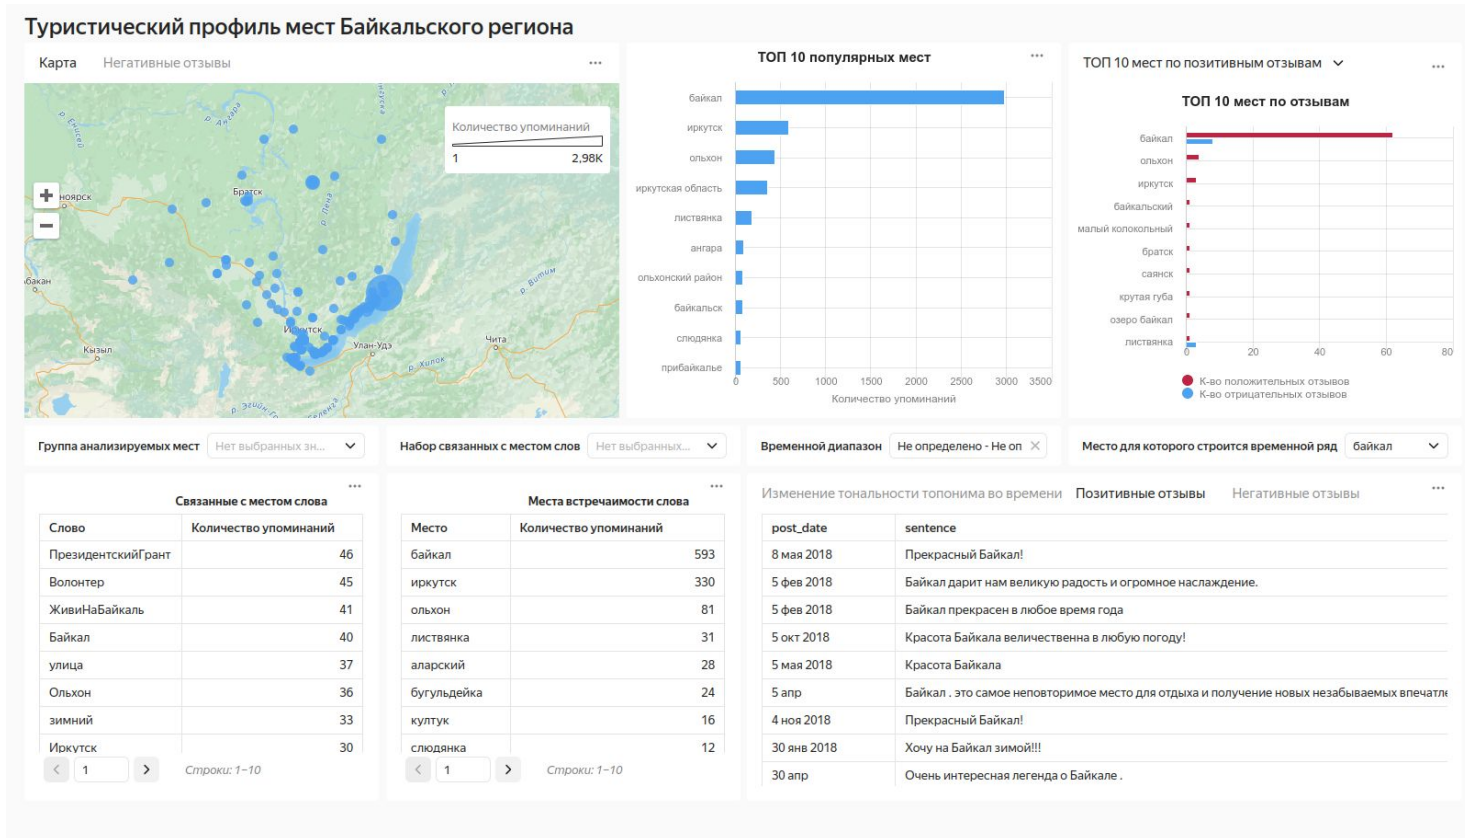 Туристический профиль мест Байкальского региона
Карта Негативные отзывы
р. Енисей
р. Ангара
Количество упоминаний
1 2,98K
ноярск
Братск
р. Лена
бакан
р. Витим
Иркутск
Улан-Удэ
Чита
Кызыл
р. Хилок
ТОП 10 популярных мест
байкал
иркутск
ольхон
иркутская область
листвянка
ангара
ольхонский район
байкальск
слюдянка
прибайкалье
0 500 1000 1500 2000 2500 3000 3500
Количество упоминаний
ТОП 10 мест по позитивным отзывам
ТОП 10 мест по отзывам
байкал
ольхон
иркутск
байкальский
малый колокольный
братск
саянск
крутая губа
озеро байкал
листвянка
0 20 40 60 80
К-во положительных отзывов
К-во отрицательных отзывов
Группа анализируемых мест Нет выбранных зн...
Набор связанных с местом слов Нет выбранных...
Временной диапазон Не определено - Не оп
Место для которого строится временной ряд байкал
Связанные с местом слова
Слово Количество упоминаний
ПрезидентскийГрант 46
Волонтер 45
ЖивиНаБайкаль 41
Байкал 40
улица 37
Ольхон 36
зимний 33
Иркутск 30
1 Строки: 1–10
Места встречаимости слова
Место Количество упоминаний
байкал 593
иркутск 330
ольхон 81
листвянка 31
аларский 28
бугульдейка 24
култук 16
слюдянка 12
1 Строки: 1–10
Изменение тональности топонима во времени Позитивные отзывы Негативные отзывы
post_date sentence
8 мая 2018 Прекрасный Байкал!
5 фев 2018 Байкал дарит нам великую радость и огромное наслаждение.
5 фев 2018 Байкал прекрасен в любое время года
5 окт 2018 Красота Байкала величественна в любую погоду!
5 мая 2018 Красота Байкала
5 апр Байкал . это самое неповторимое место для отдыха и получение новых незабываемых впечатле
4 ноя 2018 Прекрасный Байкал!
30 янв 2018 Хочу на Байкал зимой!!!
30 апр Очень интересная легенда о Байкале .